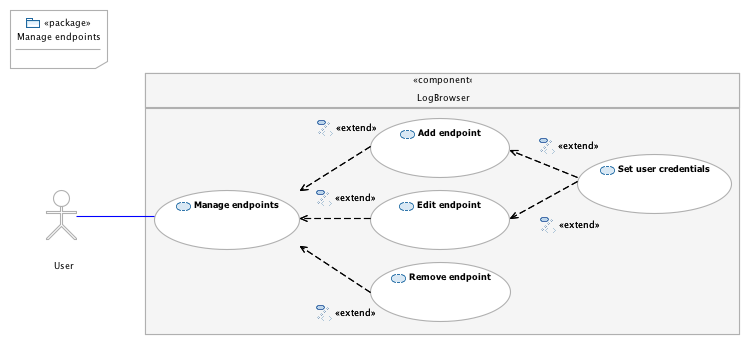 «package»
Manage endpoints
«component
LogBrowser
«extend»
Add endpoint
«extend»
Set user credentials
«extend»
Manage endpoints
Edit endpoint
«extend»
User
Remove endpoint
«extend»